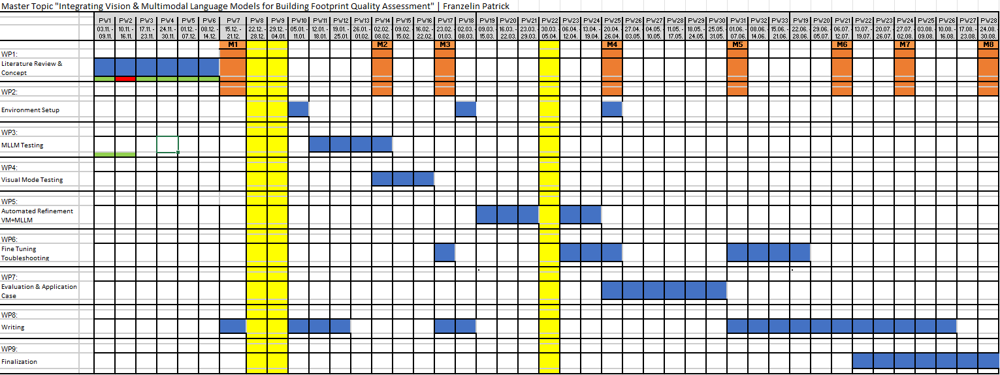 Master Topic "Integrating Vision & Multimodal Language Models for Building Footprint Quality Assessment" | Franzelin Patrick
PW1 PW2 PW3 PW4 PW5 PW6 PW7 PW8 PW9 PW10 PW11 PW12 PW13 PW14 PW15 PW16 PW17 PW18 PW19 PW20 PW21 PW22 PW24 PW25 PW26 PW27 PW28 PW29 PW30 PW31 PW19 PW20 PW21 PW22 PW23 PW24 PW25 PW26 PW27 PW28
03.11. - 10.11. - 17.11. - 24.11. - 01.12. - 08.12. - 15.12. - 22.12. - 29.12. - 05.01. - 12.01. - 19.01. - 26.01. - 02.02. - 09.02. - 16.02. - 23.02. - 02.03. - 09.03. - 16.03. - 23.03. - 30.03. - 06.04. - 13.04. - 20.04. - 27.04. - 04.05. - 11.05. - 18.05. - 25.05. - 01.06. - 08.06. - 15.06. - 22.06. - 29.06. - 06.07. - 13.07. - 20.07. - 27.07. - 03.08. - 10.08. - 17.08. - 24.08. -
09.11. 16.11. 23.11. 30.11. 07.12. 14.12. 21.12. 28.12. 04.01. 11.01. 18.01. 25.01. 01.02. 08.02. 15.02. 22.02. 01.03. 08.03. 15.03. 22.03. 29.03. 05.04. 12.04. 19.04. 26.04. 03.05. 10.05. 17.05. 24.05. 31.05. 07.06. 14.06. 21.06. 28.06. 05.07. 12.07. 19.07. 26.07. 02.08. 09.08. 16.08. 23.08. 30.08.
M1 M2 M3 M4 M5 M6 M7 M8
WP1:
Literature Review &
Concept
WP2:
Environment Setup
WP3:
MLLM Testing
WP4:
Visual Mode Testing
WP5:
Automated Refinement
VM+MLLM
WP6:
Fine Tuning
Toubleshooting
WP7:
Evaluation & Application
Case
WP8:
Writing
WP9:
Finalization